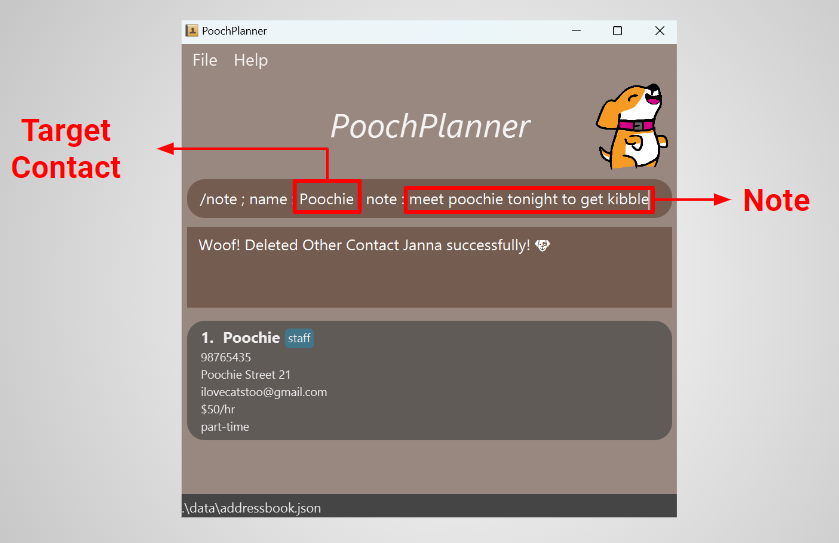 PoochPlanner
File Help
PoochPlanner
Target
Contact
/note ; name Poochie note : meet poochie tonight to get kibble
Note
Woof! Deleted Other Contact Janna successfully!
1. Poochie staff
98765435
Poochie Street 21
ilovecatstoo@gmail.com
$50/hr
part-time
.\data\addressbook.json